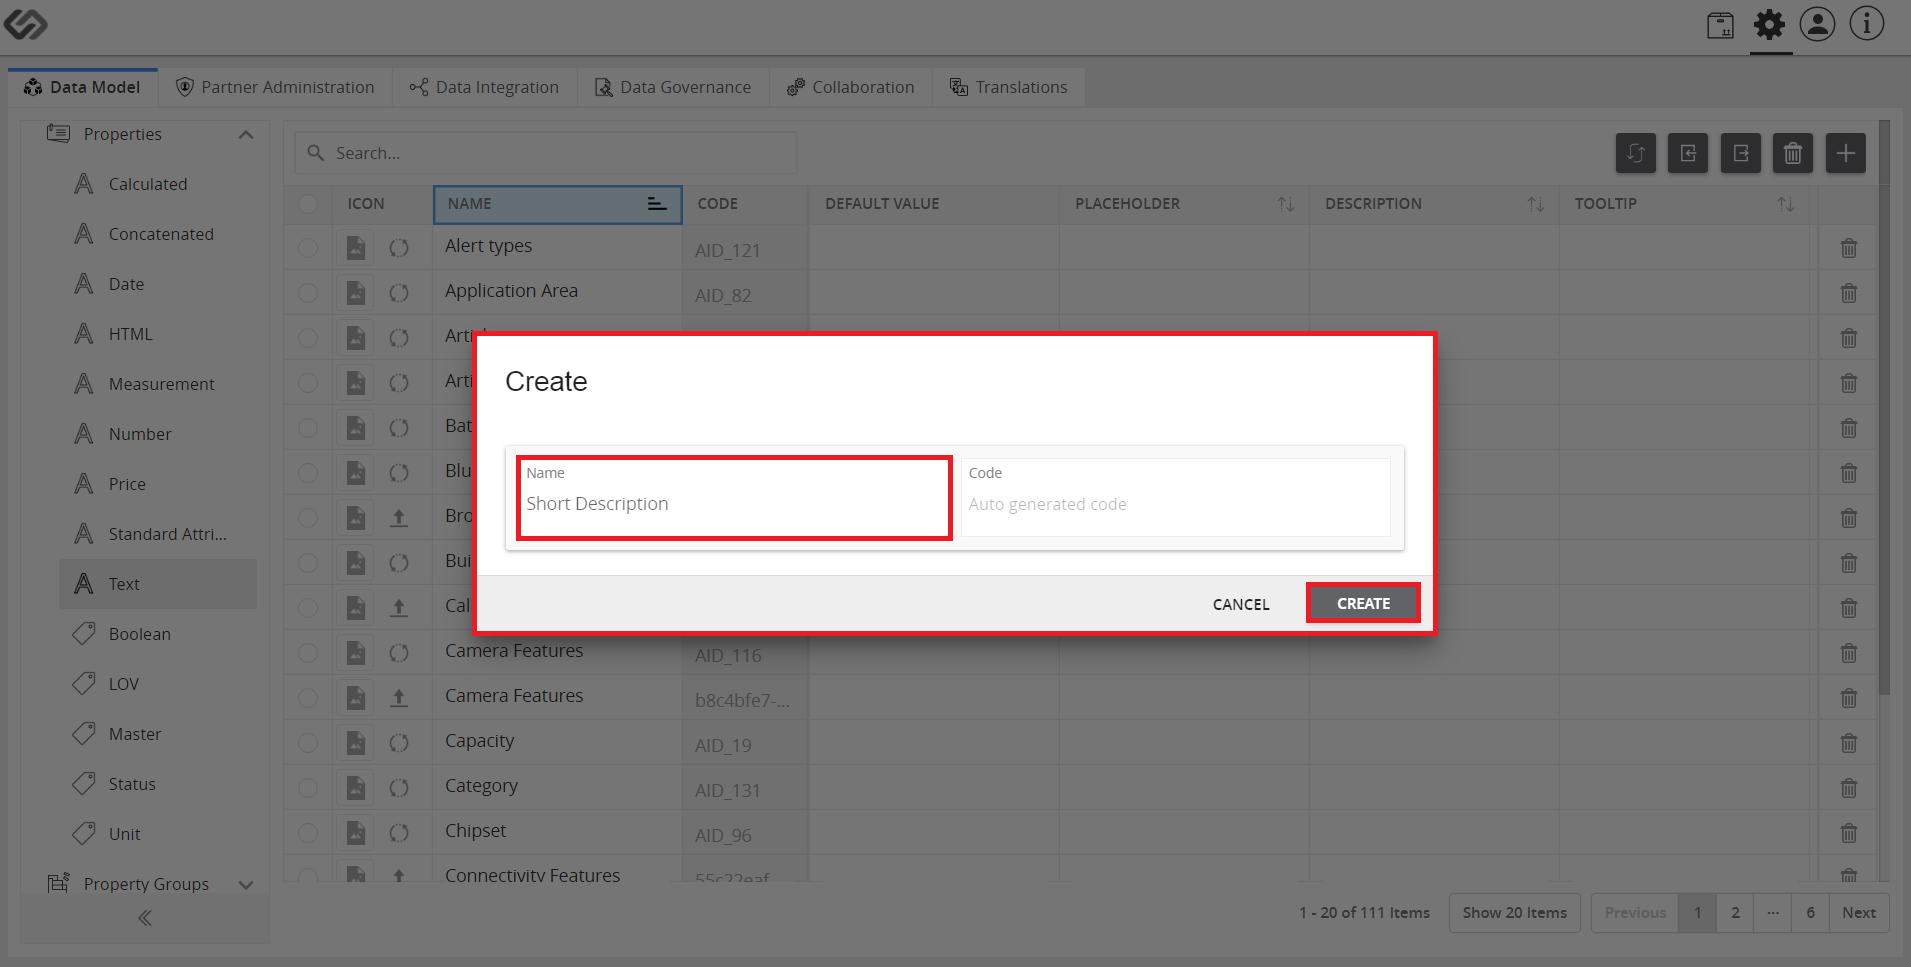 Data Model
Partner Administration
Data Integration
Data Governance
Collaboration
Translations
Properties
Calculated
Concatenated
Date
HTML
Measurement
Number
Price
Standard Attri...
Text
Boolean
LOV
Master
Status
Unit
Property Groups
Search...
ICON NAME CODE DEFAULT VALUE PLACEHOLDER DESCRIPTION TOOLTIP
Alert types AID_121
Application Area AID_82
Arti
Arti
Bat
Blu
Bro
Bui
Cal
Camera Features AID_116
Camera Features b8c4bfe7-...
Capacity AID_19
Category AID_131
Chipset AID_96
Connectivity Features 55c22eaf
Create
Name
Short Description
Code
Auto generated code
CANCEL
CREATE
1 - 20 of 111 Items
Show 20 Items
Previous 1 2 ... 6 Next